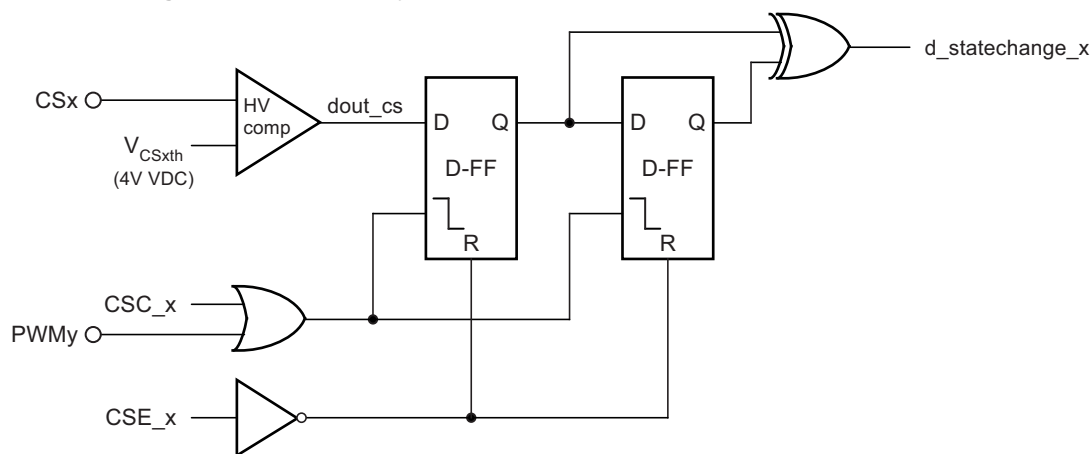 d_statechange_x
CSx
HV
comp
dout_cs
D
Q
D
Q
V_CSxth
(4V VDC)
D-FF
D-FF
R
R
CSC_x
PWMy
CSE_x